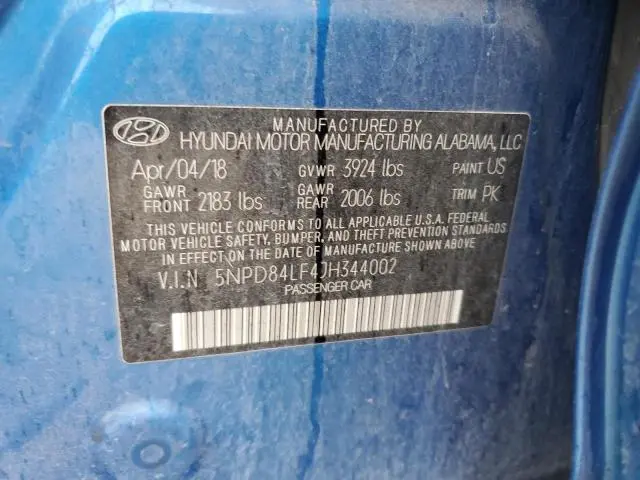 MANUFACTURED BY
HYUNDAI MOTOR MANUFACTURING ALABAMA, LLC
Apr/04/18 GVWR 3924 lbs PAINT US
GAWR FRONT 2183 lbs GAWR REAR 2006 lbs TRIM PK
THIS VEHICLE CONFORMS TO ALL APPLICABLE U.S.A. FEDERAL
MOTOR VEHICLE SAFETY, BUMPER, AND THEFT PREVENTION STANDARDS
IN EFFECT ON THE DATE OF MANUFACTURE SHOWN ABOVE.
V.I.N 5NPD84LF4JH344002
PASSENGER CAR